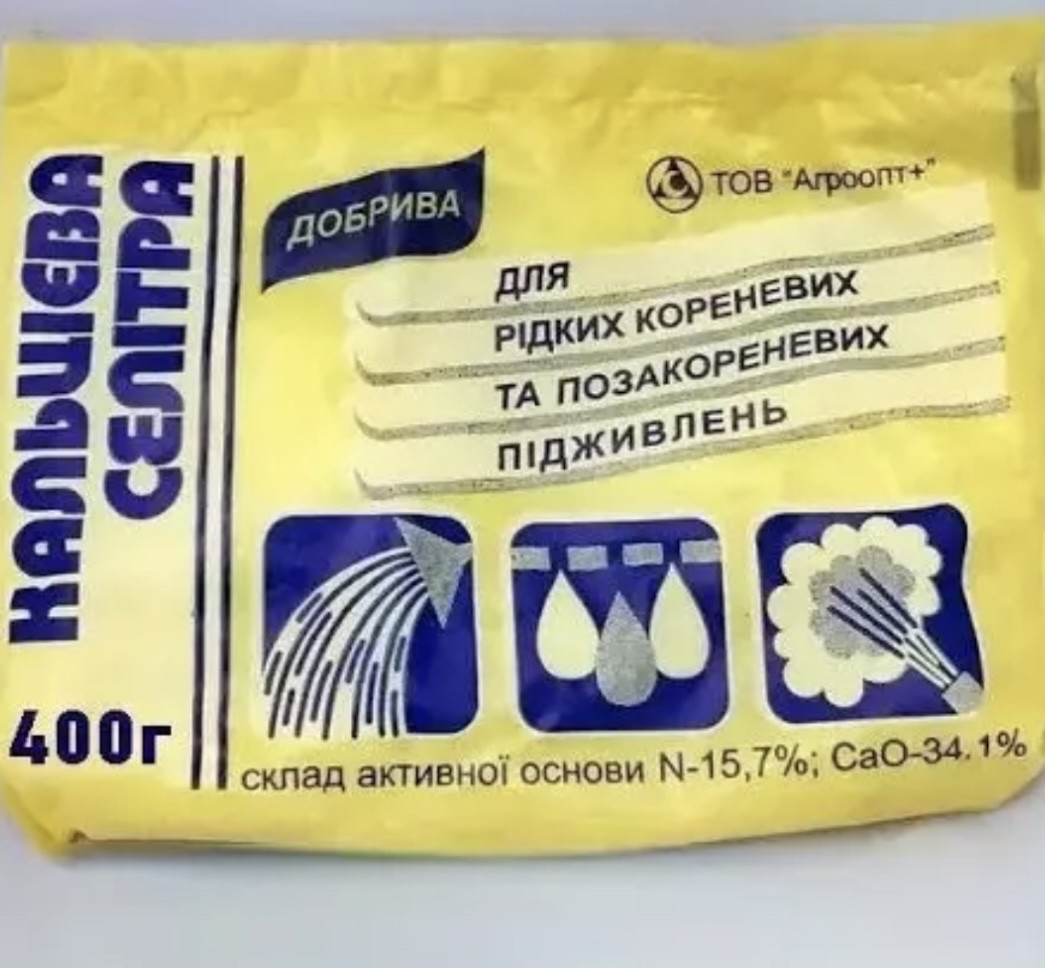 КАЛЬЦІЄВА
СЕЛІТРА
400г
ДОБРИВА
ТОВ "Агроопт+"
ДЛЯ
РІДКИХ КОРЕНЕВИХ
ТА ПОЗАКОРЕНЕВИХ
ПІДЖИВЛЕНЬ
склад активної основи N-15,7%; CaO-34.1%